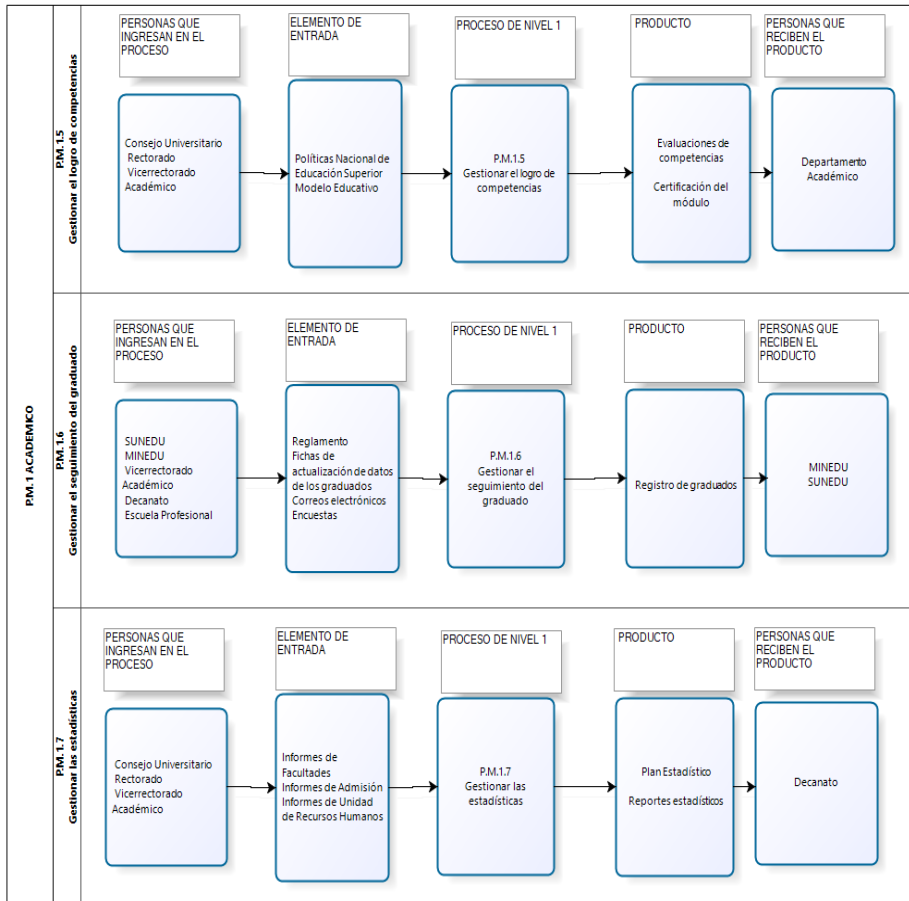 P.M.1 ACADEMICO
P.M.1.5
Gestionar el logro de competencias
PERSONAS QUE
INGRESAN EN EL
PROCESO
ELEMENTO DE
ENTRADA
PROCESO DE NIVEL 1
PRODUCTO
PERSONAS QUE
RECIBEN EL
PRODUCTO
Consejo Universitario
Rectorado
Vicerrectorado
Académico
Políticas Nacional de
Educación Superior
Modelo Educativo
P.M.1.5
Gestionar el logro de
competencias
Evaluaciones de
competencias
Certificación del
módulo
Departamento
Académico
P.M.1.6
Gestionar el seguimiento del graduado
PERSONAS QUE
INGRESAN EN EL
PROCESO
ELEMENTO DE
ENTRADA
PROCESO DE NIVEL 1
PRODUCTO
PERSONAS QUE
RECIBEN EL
PRODUCTO
SUNEDU
MINEDU
Vicerrectorado
Académico
Decanato
Escuela Profesional
Reglamento
Fichas de
actualización de datos
de los graduados
Correos electrónicos
Encuestas
P.M.1.6
Gestionar el
seguimiento del
graduado
Registro de graduados
MINEDU
SUNEDU
P.M.1.7
Gestionar las estadísticas
PERSONAS QUE
INGRESAN EN EL
PROCESO
ELEMENTO DE
ENTRADA
PROCESO DE NIVEL 1
PRODUCTO
PERSONAS QUE
RECIBEN EL
PRODUCTO
Consejo Universitario
Rectorado
Vicerrectorado
Académico
Informes de
Facultades
Informes de Admisión
Informes de Unidad
de Recursos Humanos
P.M.1.7
Gestionar las
estadísticas
Plan Estadístico
Reportes estadísticos
Decanato